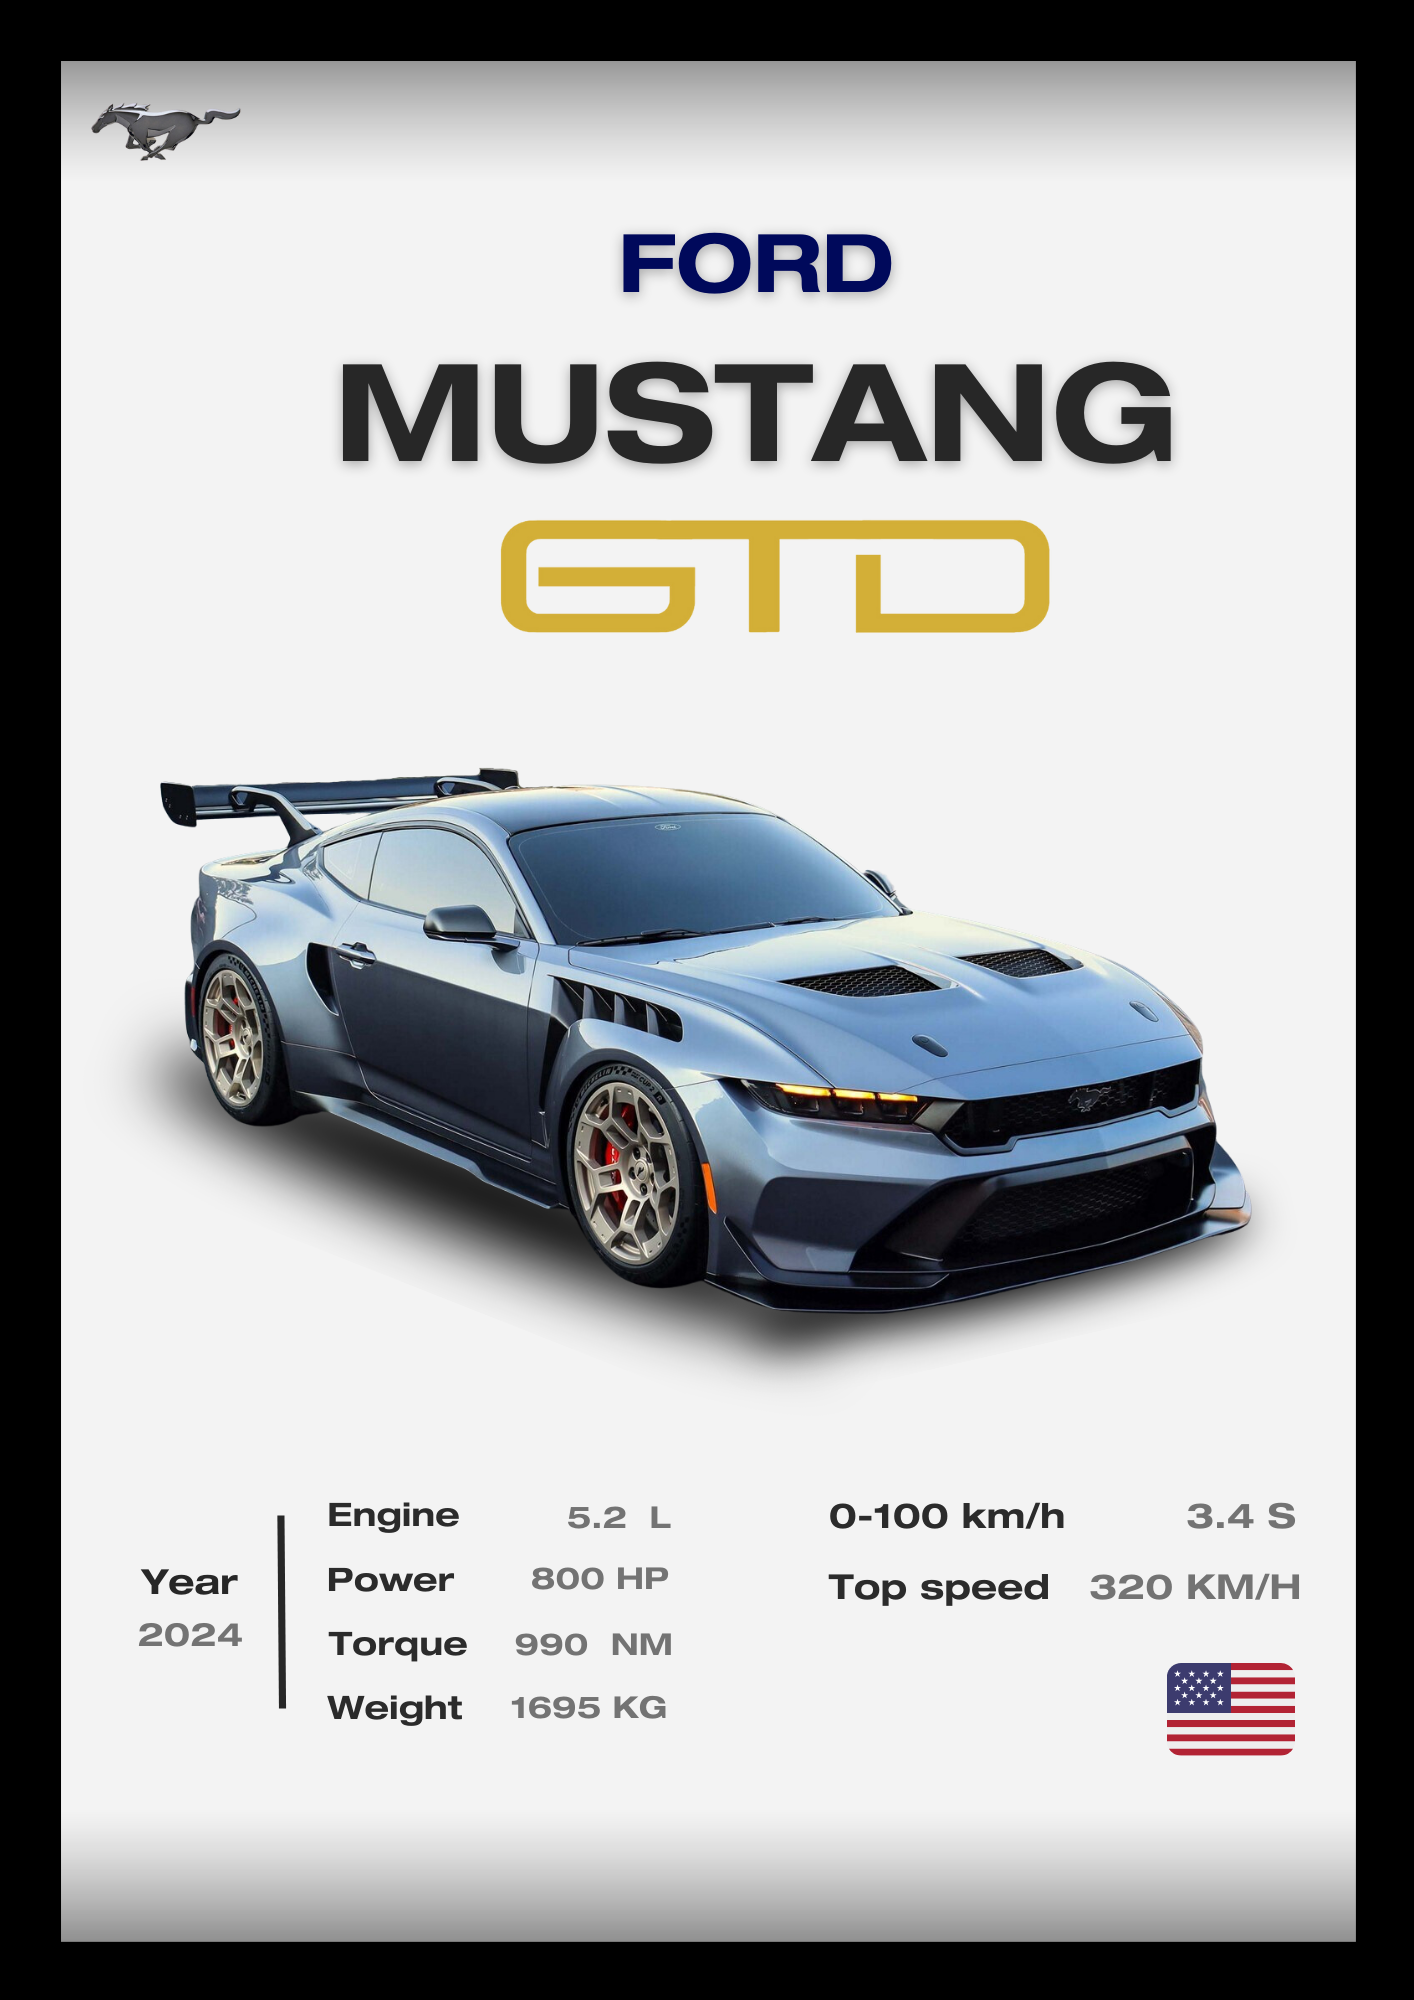 FORD
MUSTANG
GTD
Year
2024
Engine 5.2 L
Power 800 HP
Torque 990 NM
Weight 1695 KG
0-100 km/h 3.4 S
Top speed 320 KM/H